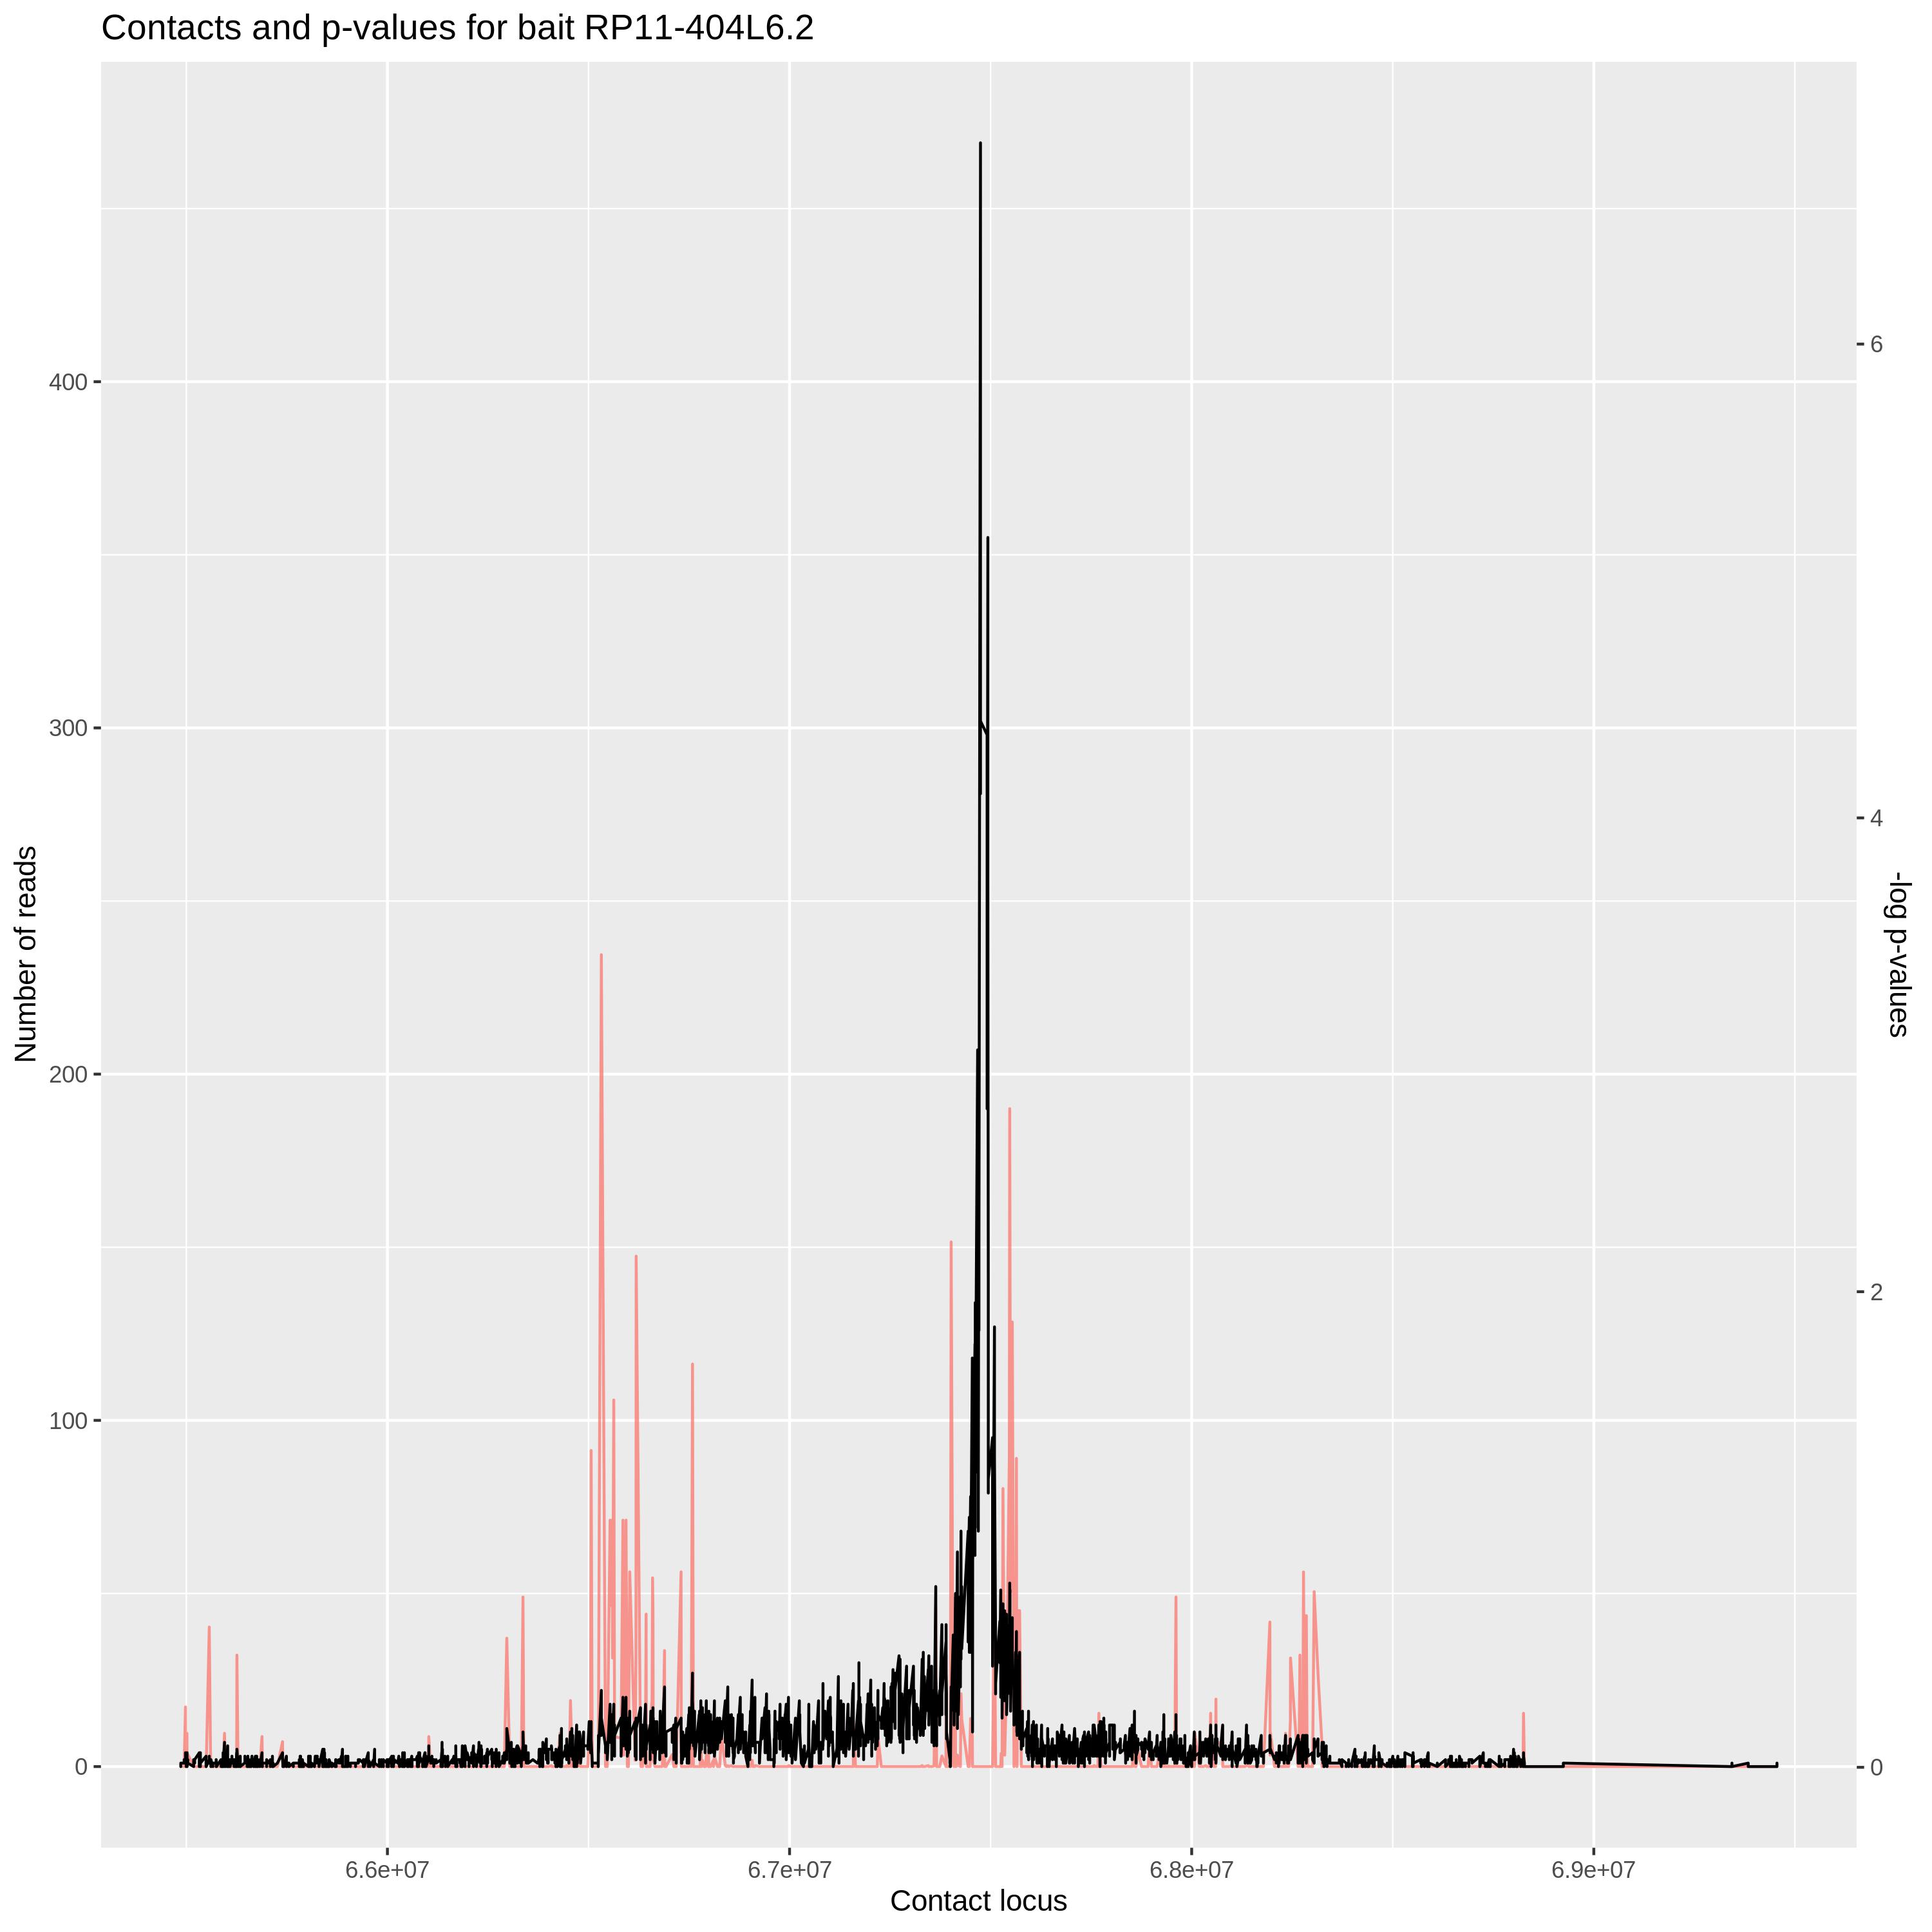 Contacts and p-values for bait RP11-404L6.2
400
300
200
100
0
6
4
2
0
Number of reads
-log p-values
6.6e+07 6.7e+07 6.8e+07 6.9e+07
Contact locus